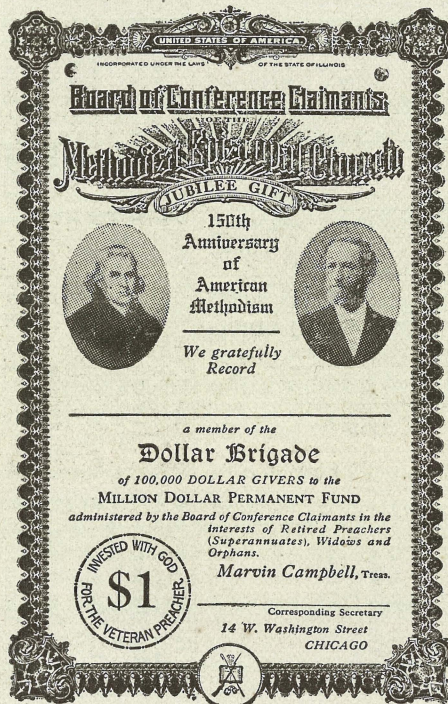 UNITED STATES OF AMERICA
INCORPORATED UNDER THE LAWS OF THE STATE OF ILLINOIS
Board of Conference Claimants
OF THE
Methodist Episcopal Church
JUBILEE GIFT
150th
Anniversary
of
American
Methodism
We gratefully
Record
a member of the
Dollar Brigade
of 100,000 DOLLAR GIVERS to the
MILLION DOLLAR PERMANENT FUND
administered by the Board of Conference Claimants in the
interests of Retired Preachers
(Superannuates), Widows and
Orphans.
INVESTED WITH GOD
$1
FOR THE VETERAN PREACHER.
Marvin Campbell, Treas.
Corresponding Secretary
14 W. Washington Street
CHICAGO